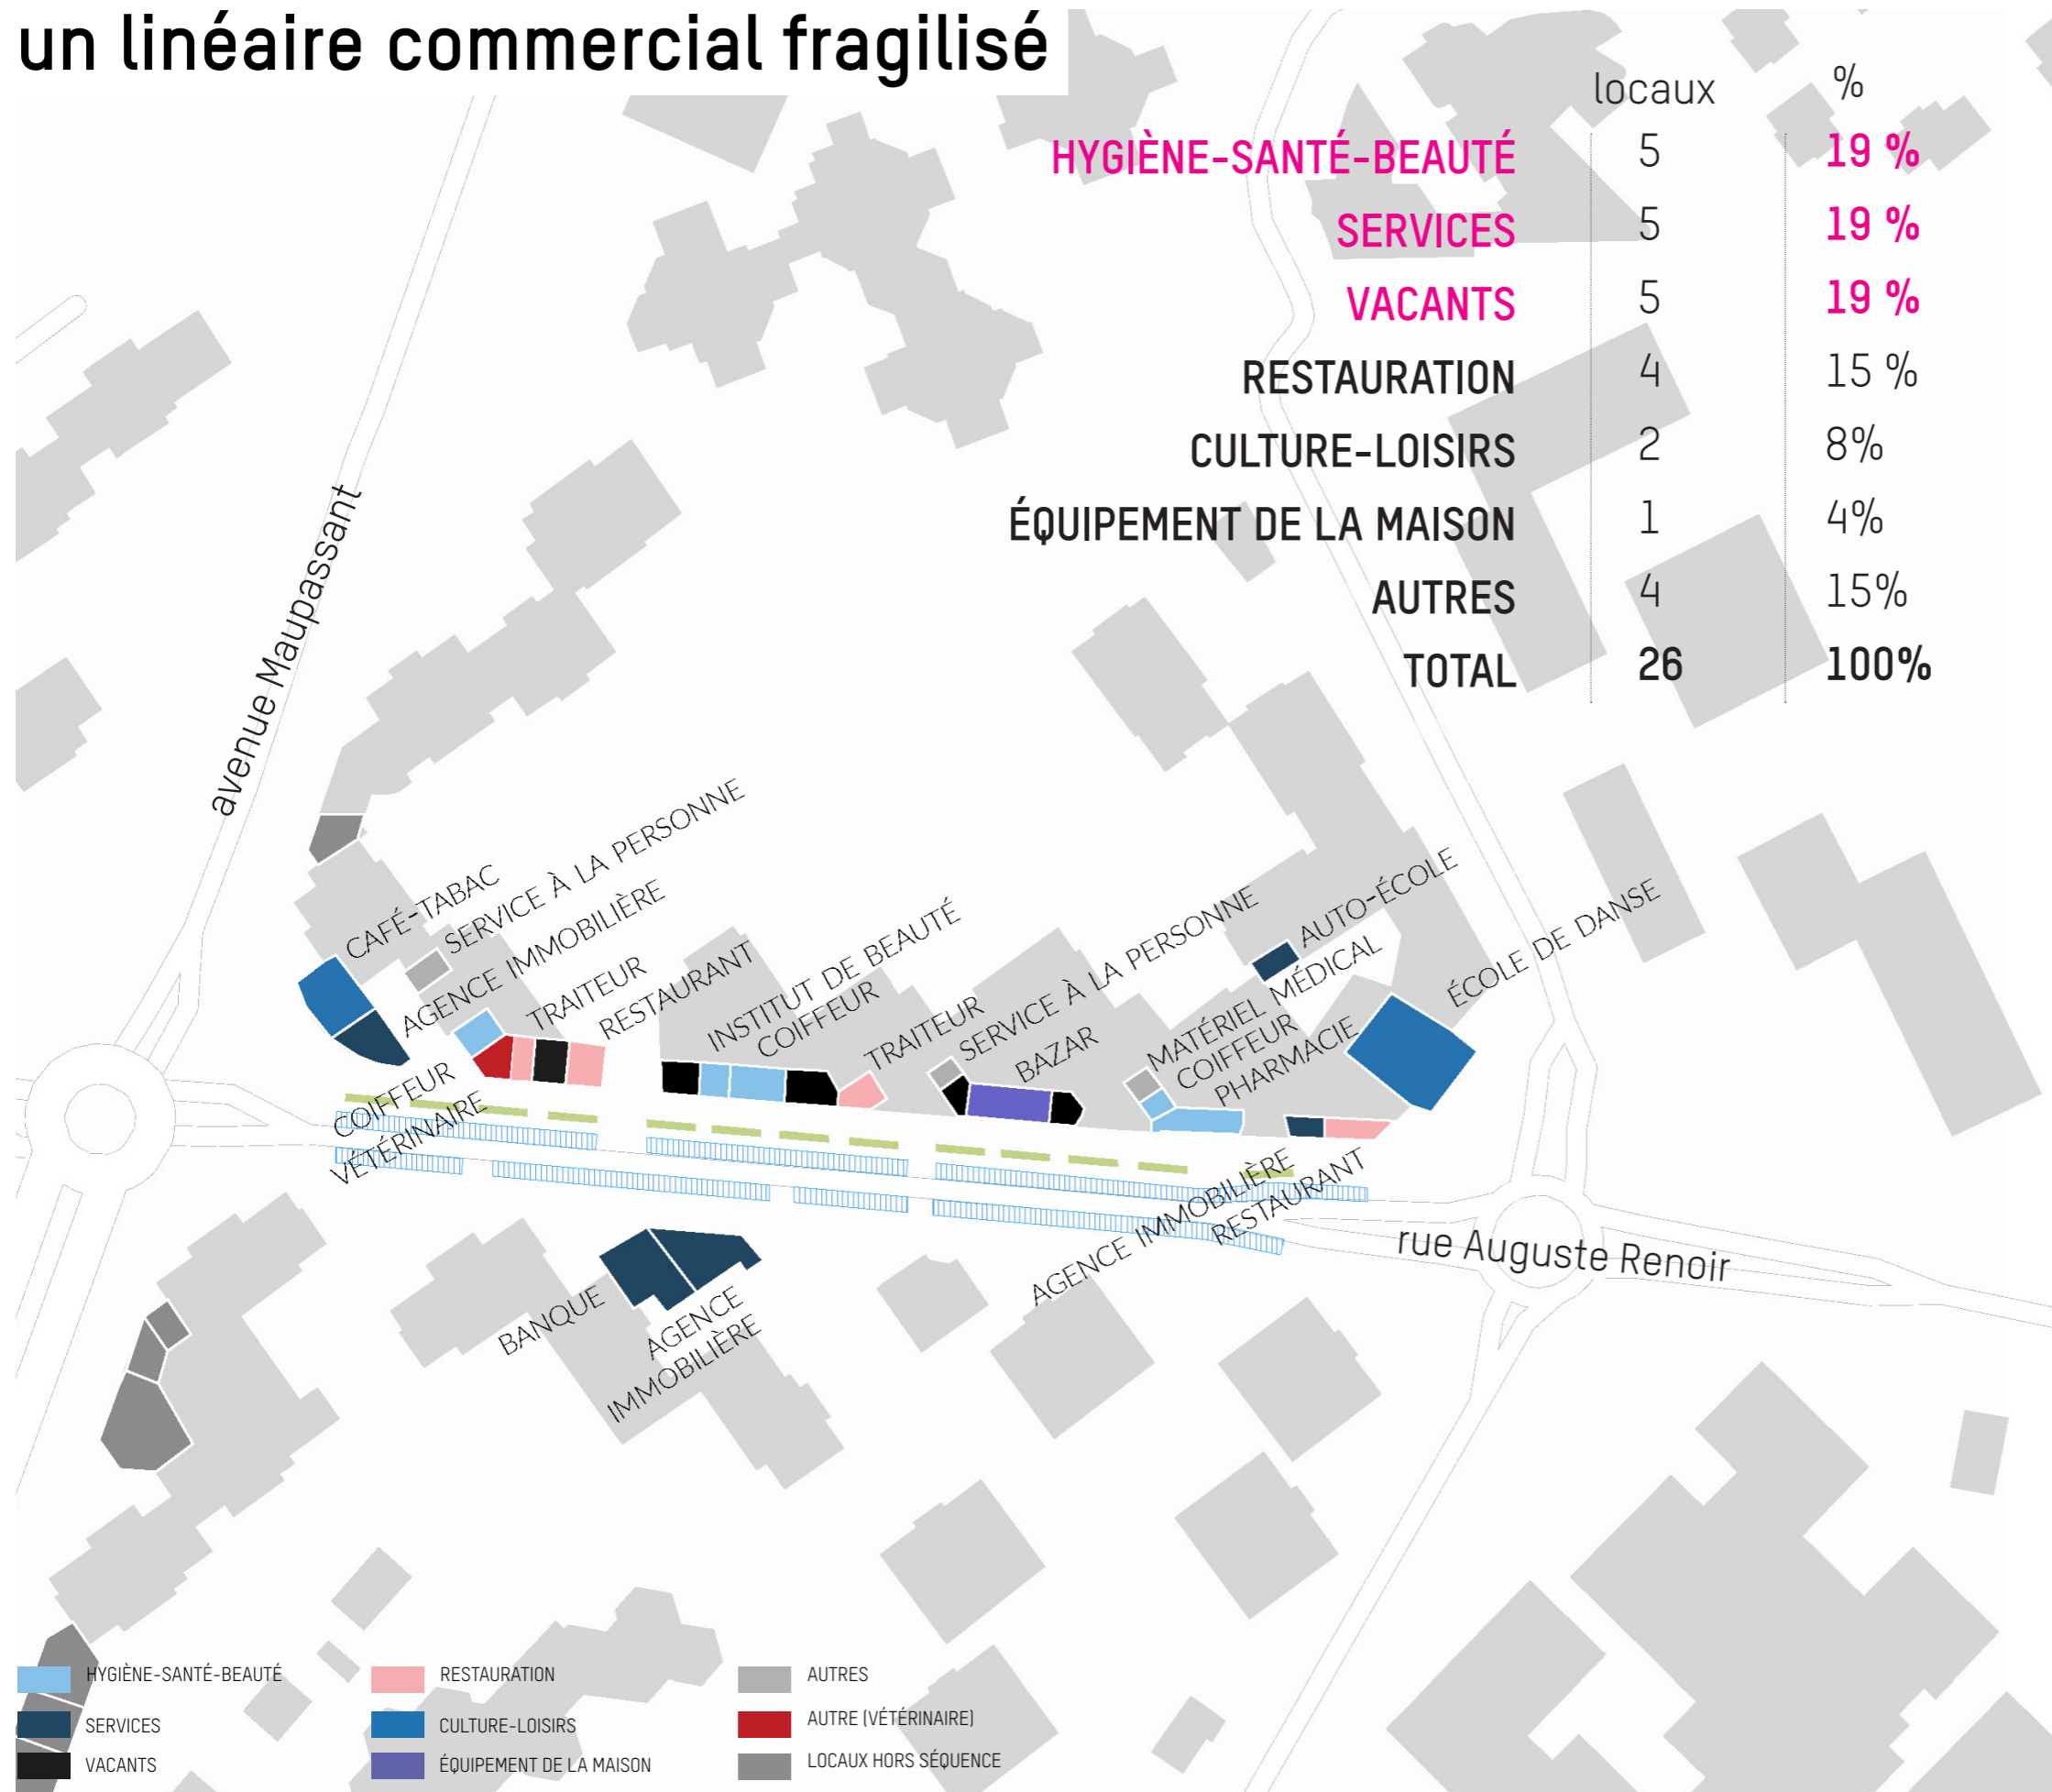 un linéaire commercial fragilisé
locaux %
HYGIÈNE-SANTÉ-BEAUTÉ 5 19 %
SERVICES 5 19 %
VACANTS 5 19 %
RESTAURATION 4 15 %
CULTURE-LOISIRS 2 8%
ÉQUIPEMENT DE LA MAISON 1 4%
AUTRES 4 15%
TOTAL 26 100%
avenue Maupassant
CAFÉ-TABAC
SERVICE À LA PERSONNE
AGENCE IMMOBILIÈRE
TRAITEUR
RESTAURANT
INSTITUT DE BEAUTÉ
COIFFEUR
TRAITEUR
SERVICE À LA PERSONNE
BAZAR
AUTO-ÉCOLE
MATÉRIEL MÉDICAL
COIFFEUR
PHARMACIE
ÉCOLE DE DANSE
COIFFEUR
VÉTÉRINAIRE
AGENCE IMMOBILIÈRE
RESTAURANT
rue Auguste Renoir
BANQUE
AGENCE
IMMOBILIÈRE
HYGIÈNE-SANTÉ-BEAUTÉ
SERVICES
VACANTS
RESTAURATION
CULTURE-LOISIRS
ÉQUIPEMENT DE LA MAISON
AUTRES
AUTRE (VÉTÉRINAIRE)
LOCAUX HORS SÉQUENCE